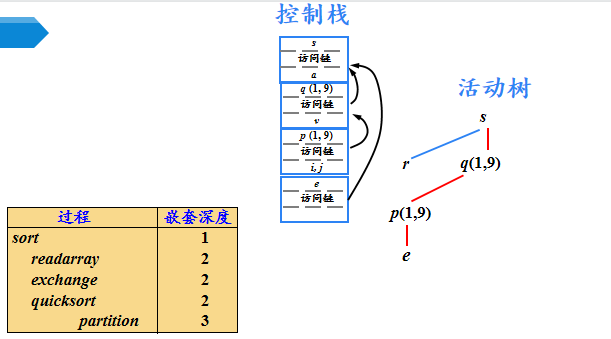 控制栈
s
访问链
a
q (1, 9)
访问链
v
p (1, 9)
访问链
i, j
e
访问链
活动树
s
r
q(1,9)
p(1,9)
e
过程 嵌套深度
sort 1
readarray 2
exchange 2
quicksort 2
partition 3